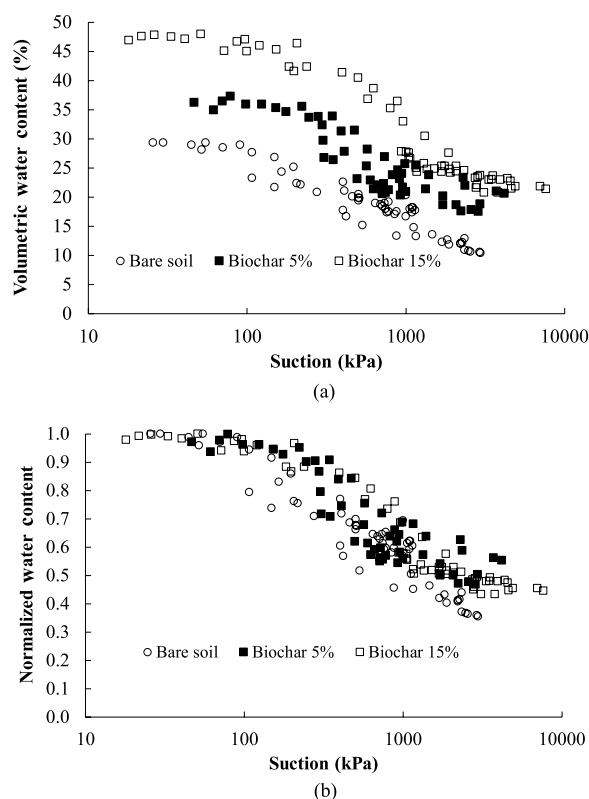 50
45
40
35
30
25
20
15
10
5
0
Volumetric water content (%)
○ Bare soil ■ Biochar 5% □ Biochar 15%
10 100 1000 10000
Suction (kPa)
(a)
1.0
0.9
0.8
0.7
0.6
0.5
0.4
0.3
0.2
0.1
0.0
Normalized water content
○ Bare soil ■ Biochar 5% □ Biochar 15%
10 100 1000 10000
Suction (kPa)
(b)